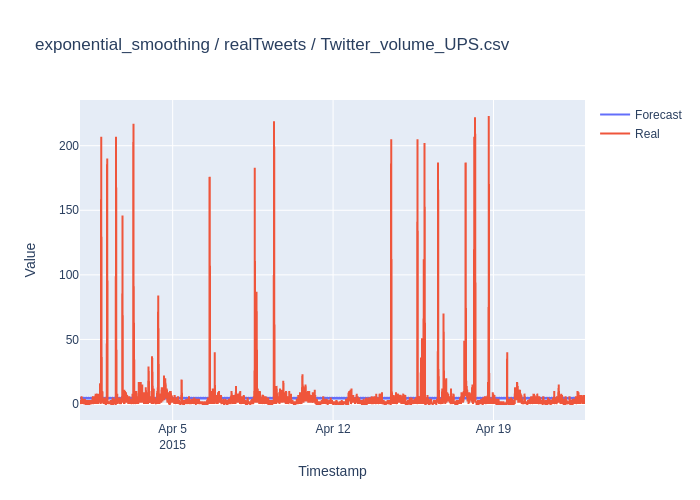 exponential_smoothing / realTweets / Twitter_volume_UPS.csv
Forecast
Real
200
150
100
50
0
Value
Apr 5
2015
Apr 12
Apr 19
Timestamp